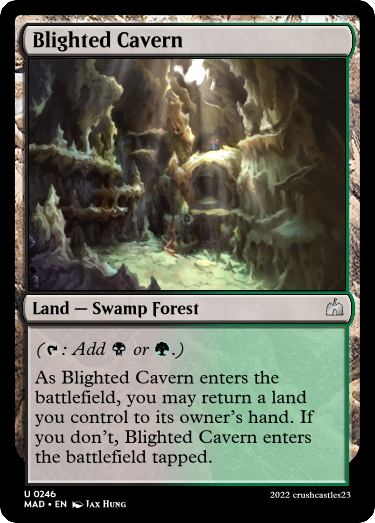 Blighted Cavern
Land — Swamp Forest
(: Add or .)
As Blighted Cavern enters the
battlefield, you may return a land
you control to its owner's hand. If
you don't, Blighted Cavern enters
the battlefield tapped.
U 0246
MAD • EN Jax Hung
2022 crushcastles23